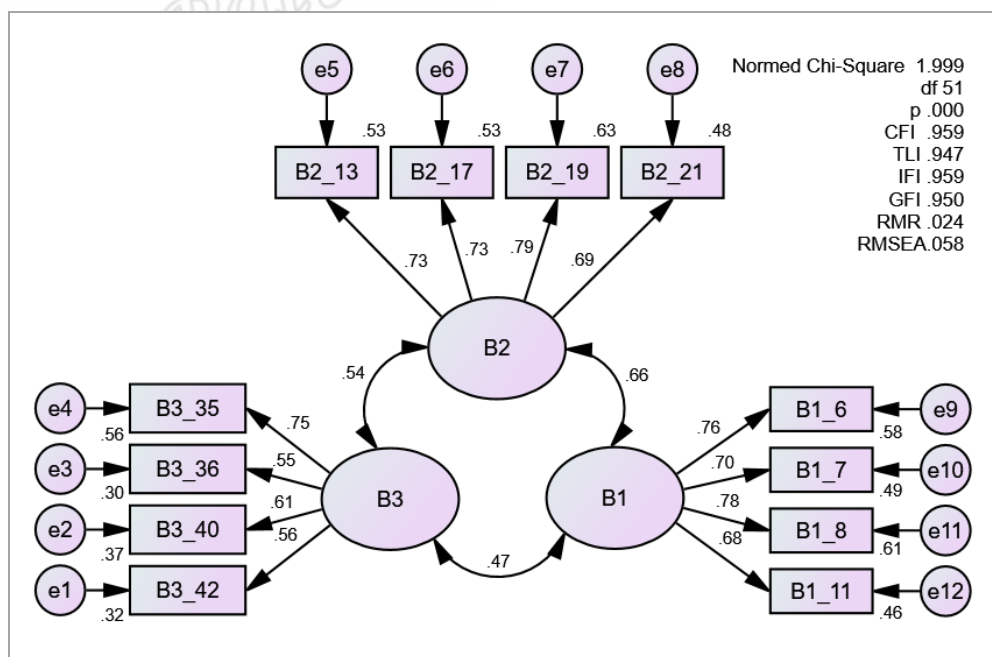 e5 e6 e7 e8
Normed Chi-Square 1.999
df 51
p .000
CFI .959
TLI .947
IFI .959
GFI .950
RMR .024
RMSEA.058
.53 .53 .63 .48
B2_13 B2_17 B2_19 B2_21
.73 .73 .79 .69
B2
.54 .66
e4 B3_35 .75
.56
e3 B3_36 .55
.30
e2 B3_40 .61
.37
e1 B3_42 .56
.32
B3
.47
B1
.76 B1_6 e9
.58
.70 B1_7 e10
.49
.78 B1_8 e11
.61
.68 B1_11 e12
.46